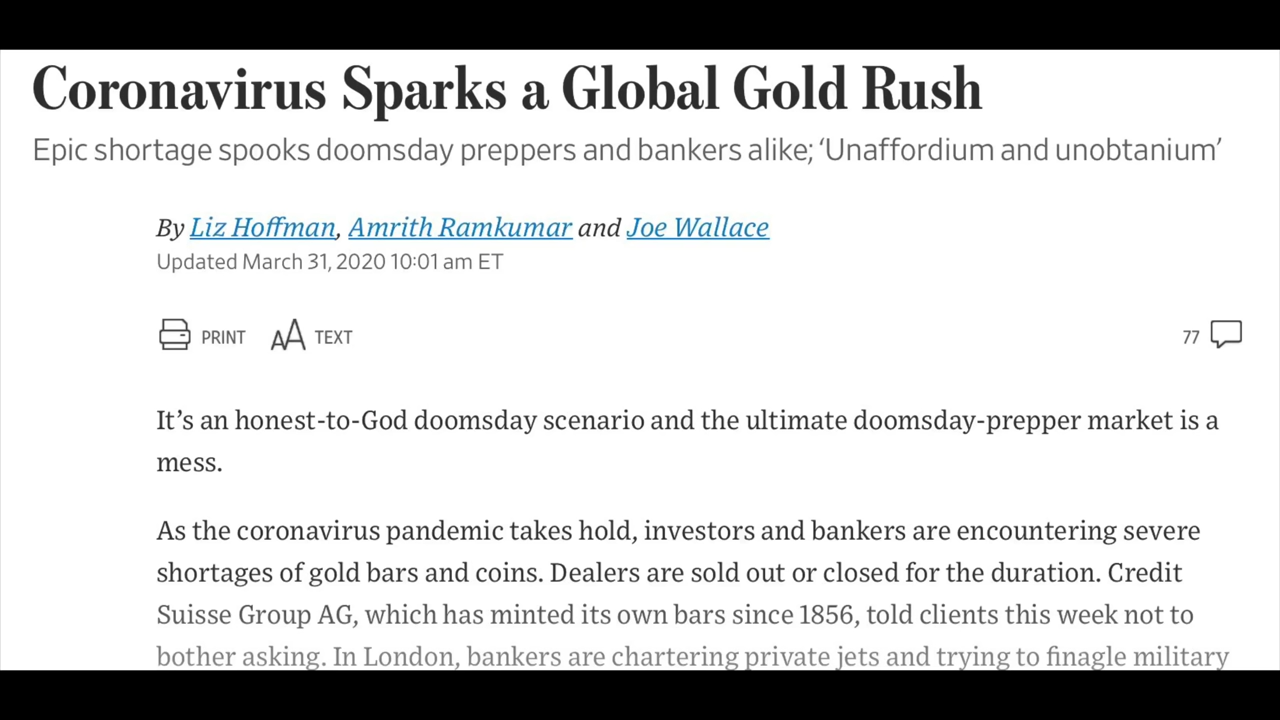 Coronavirus Sparks a Global Gold Rush
Epic shortage spooks doomsday preppers and bankers alike; ‘Unaffordium and unobtanium’
By Liz Hoffman, Amrith Ramkumar and Joe Wallace
Updated March 31, 2020 10:01 am ET
PRINT AA TEXT 77
It’s an honest-to-God doomsday scenario and the ultimate doomsday-prepper market is a
mess.
As the coronavirus pandemic takes hold, investors and bankers are encountering severe
shortages of gold bars and coins. Dealers are sold out or closed for the duration. Credit
Suisse Group AG, which has minted its own bars since 1856, told clients this week not to
bother asking. In London, bankers are chartering private jets and trying to finagle military